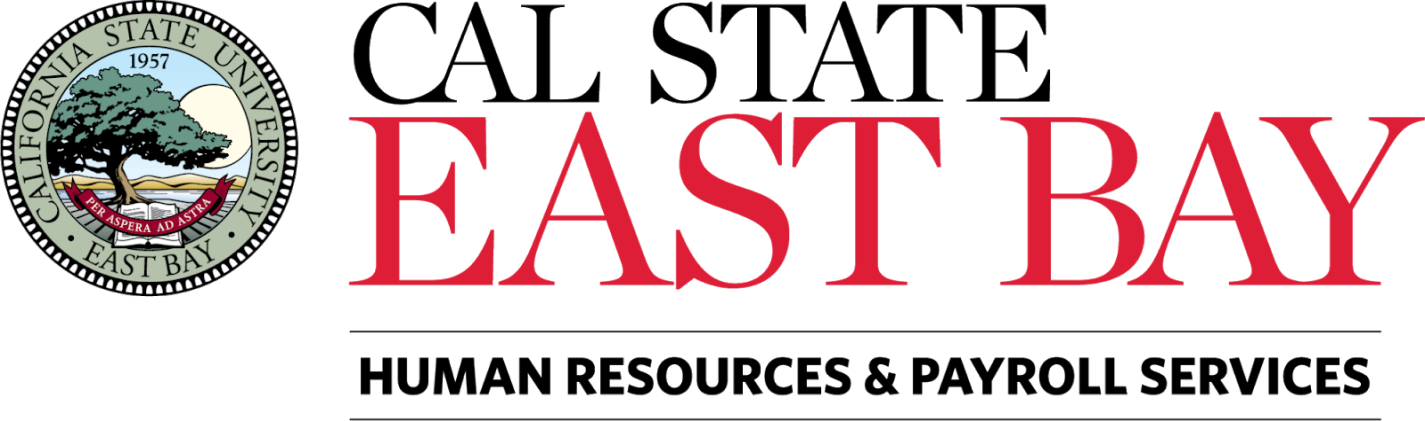 CALIFORNIA STATE UNIVERSITY
1957
PER ASPERA AD ASTRA
· EAST BAY ·
CAL STATE
EAST BAY
HUMAN RESOURCES & PAYROLL SERVICES